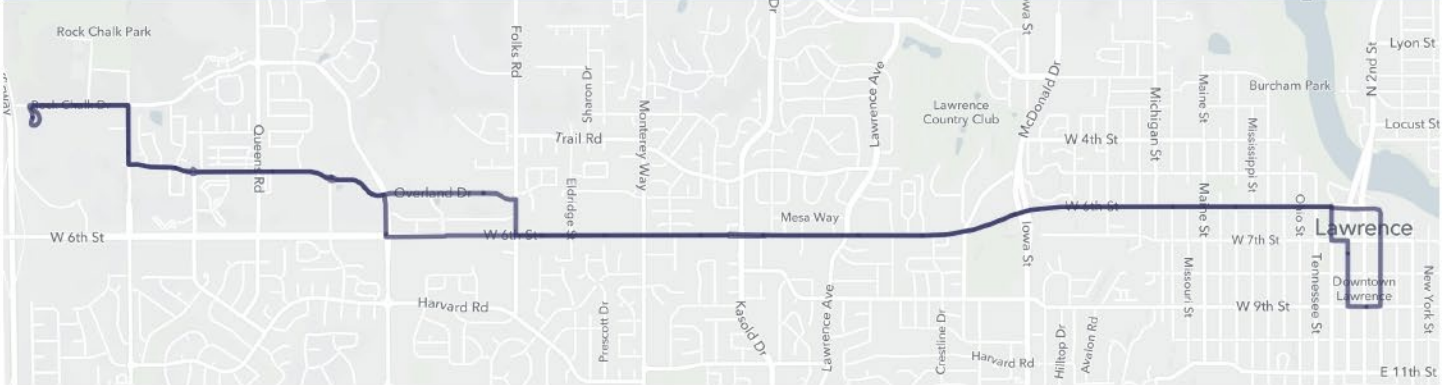 Rock Chalk Park
Rock Chalk Dr
Queens Rd
W 6th St
Folks Rd
Sharon Dr
Trail Rd
Monterey Way
Overland Dr
Eldridge St
W 6th St
Harvard Rd
Prescott Dr
Dr
Kasold Dr
Lawrence Ave
Mesa Way
Lawrence Ave
Lawrence
Country Club
Crestline Dr
Iowa St
McDonald Dr
W 4th St
W 6th St
Iowa St
Harvard Rd
Hilltop Dr
Avalon Rd
Michigan St
Maine St
Mississippi St
Burcham Park
N 2nd St
Lyon St
Locust St
Maine St
Ohio St
Lawrence
W 7th St
Missouri St
W 9th St
Tennessee St
Downtown
Lawrence
New York St
E 11th St